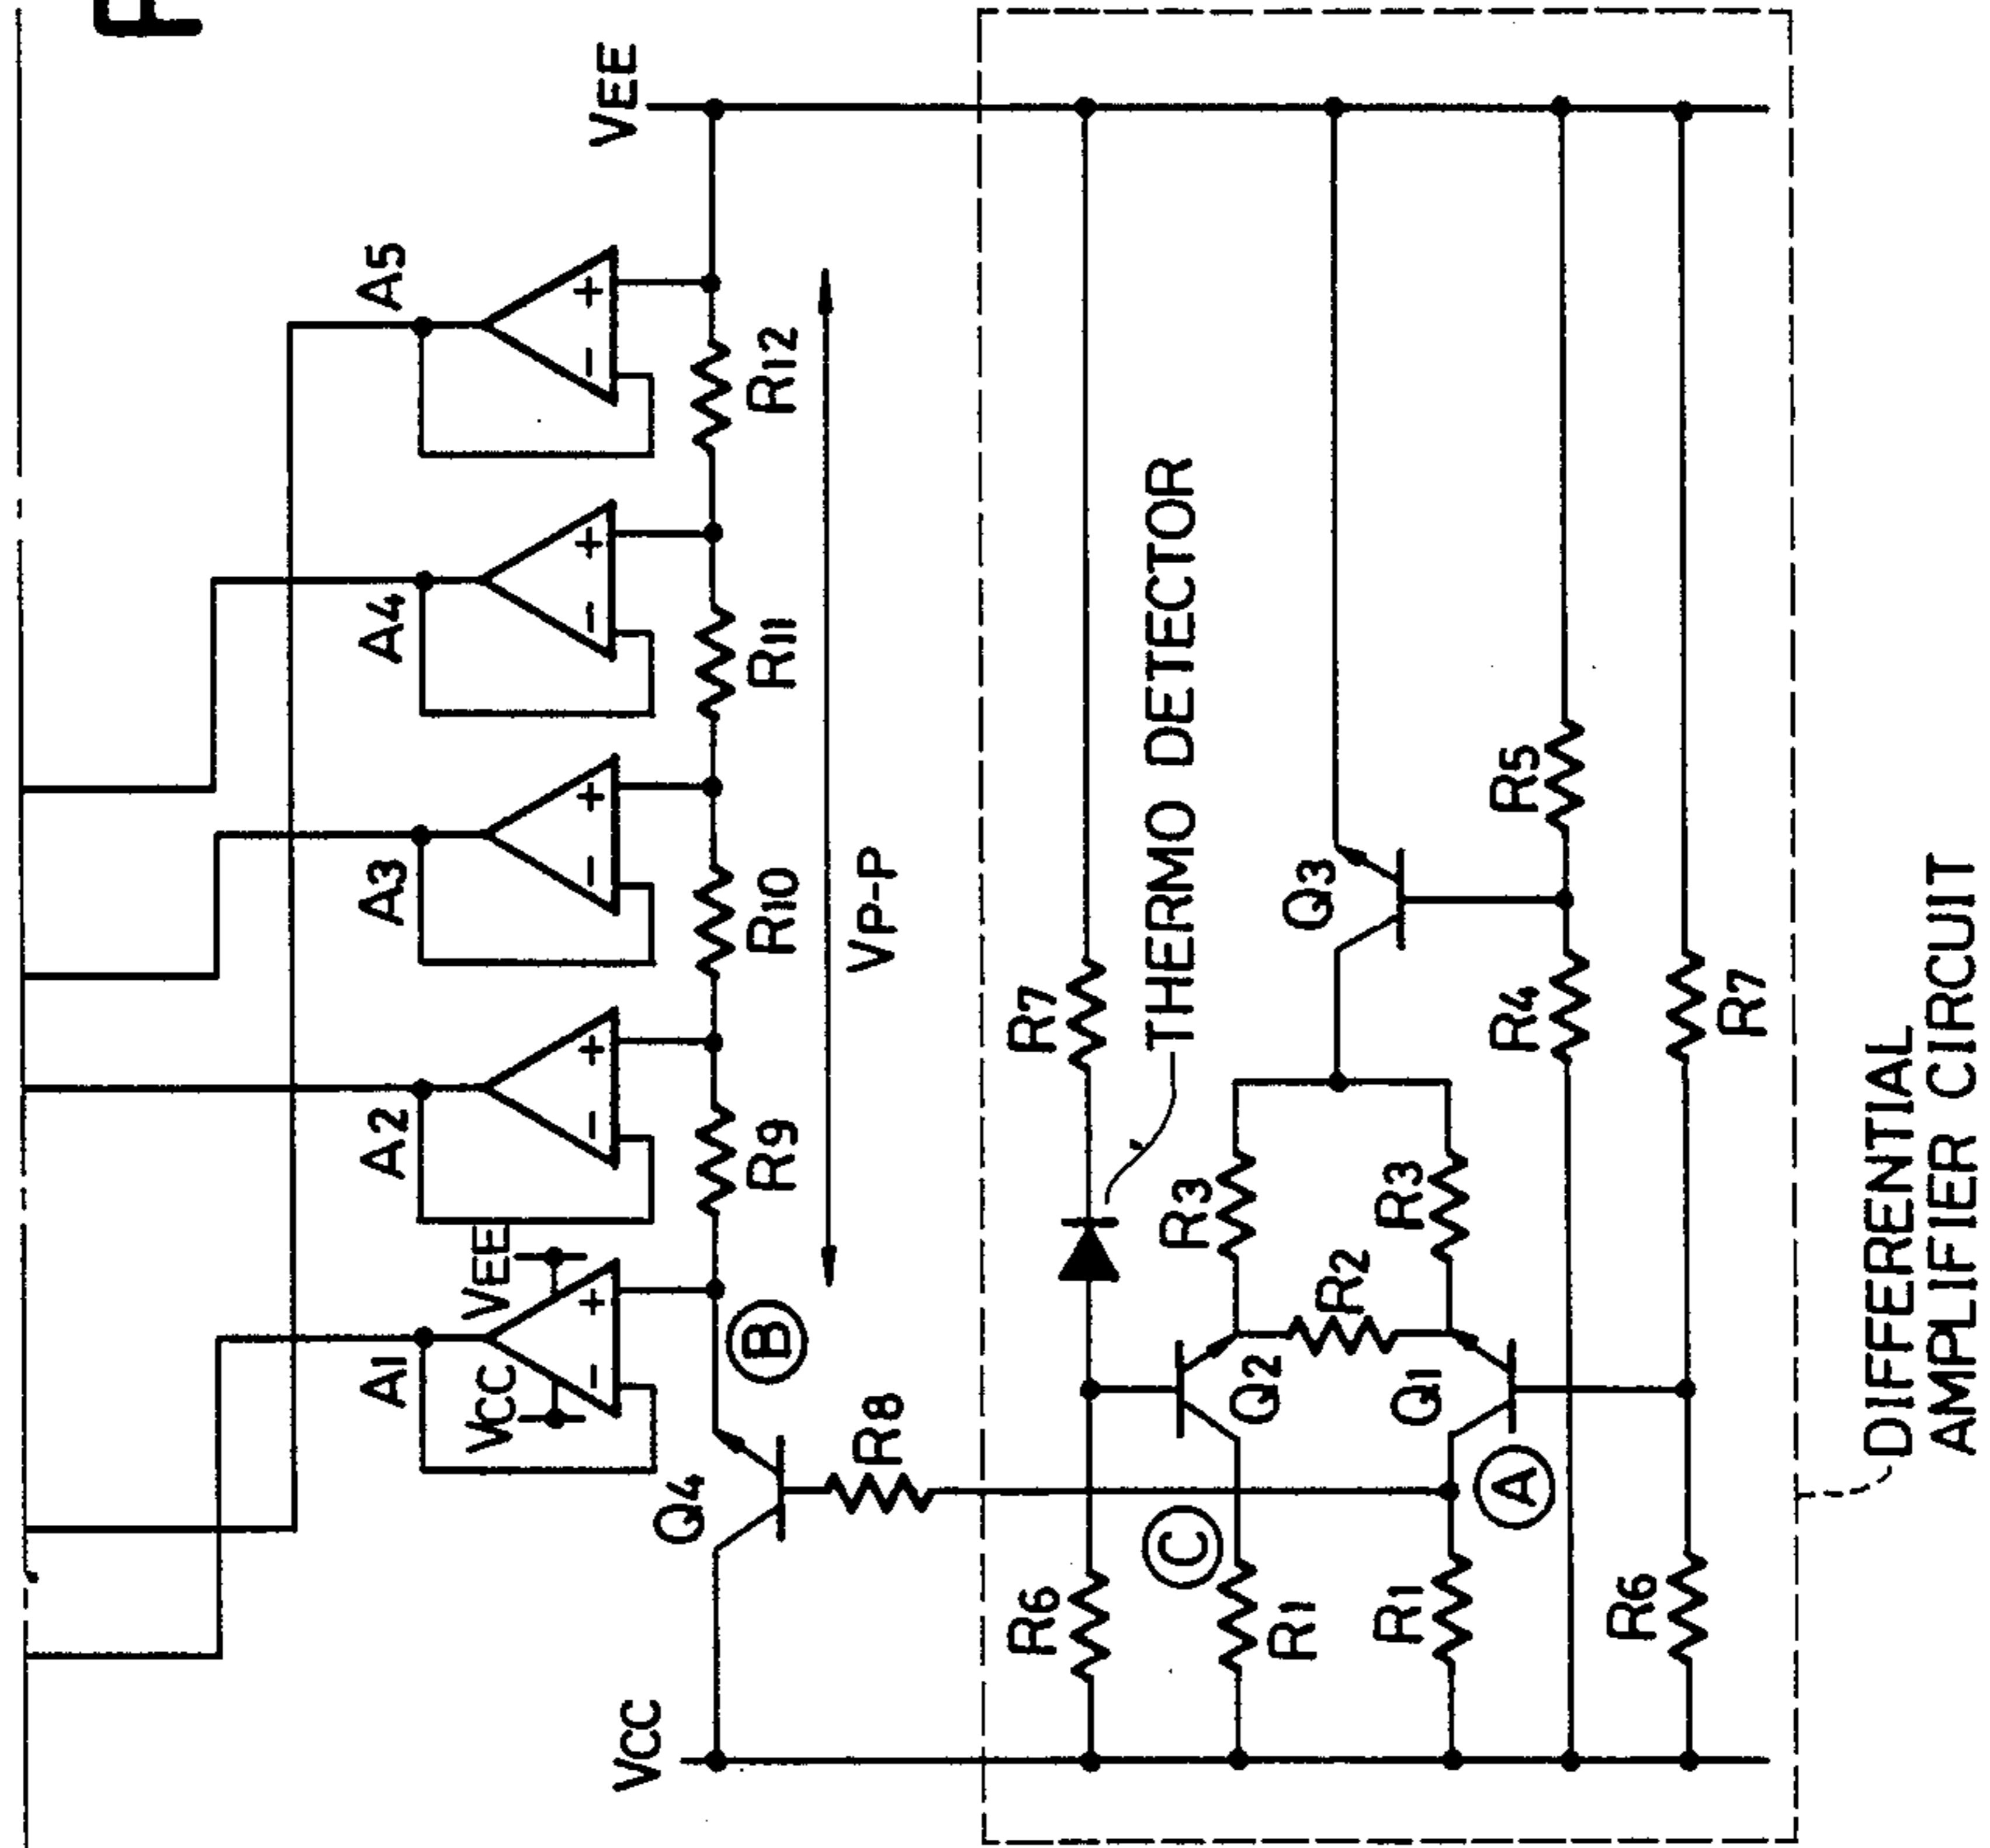 F
VCC
VEE
A1
A2
A3
A4
A5
VCC
VEE
-
+
-
+
-
+
-
+
-
+
Q4
B
R9
R10
R11
R12
R8
VP-P
R6
R7
C
Q2
THERMO DETECTOR
R1
R3
R2
R1
Q1
R3
Q3
A
R4
R5
R6
R7
DIFFERENTIAL
AMPLIFIER CIRCUIT